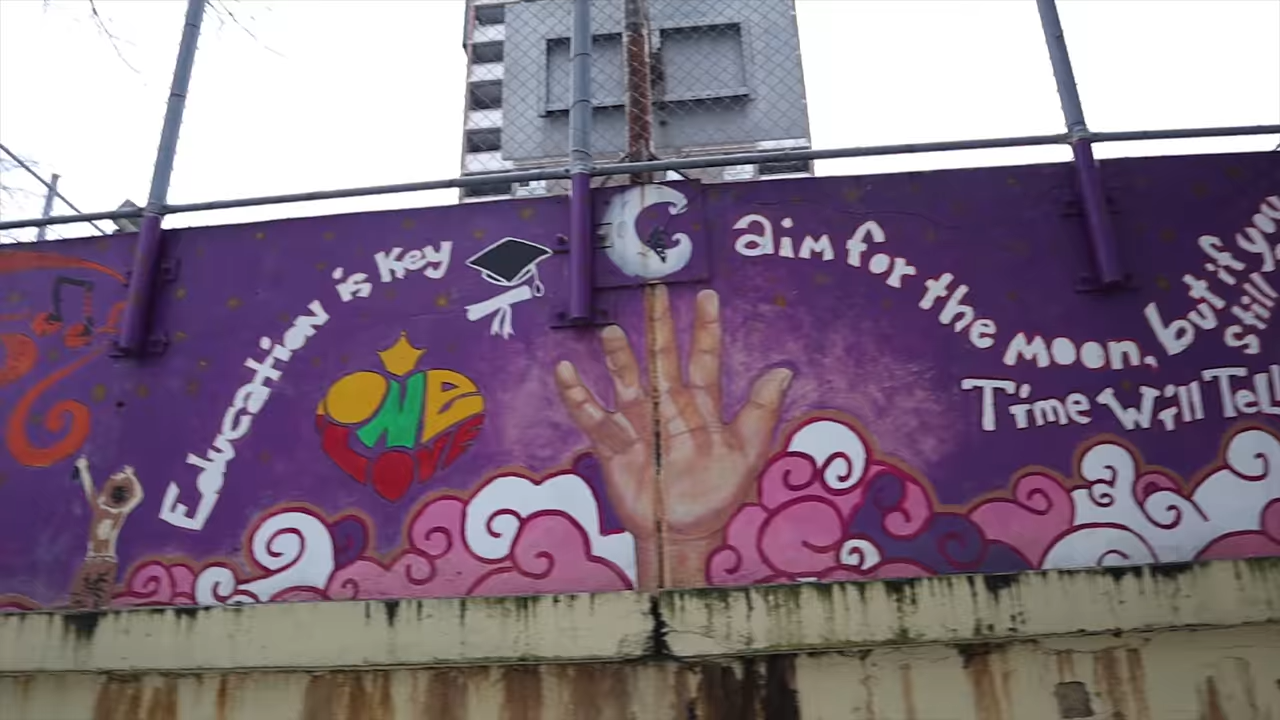 Education is Key
ONE
LOVE
aim for the moon, but if you
still
Time Will Tell